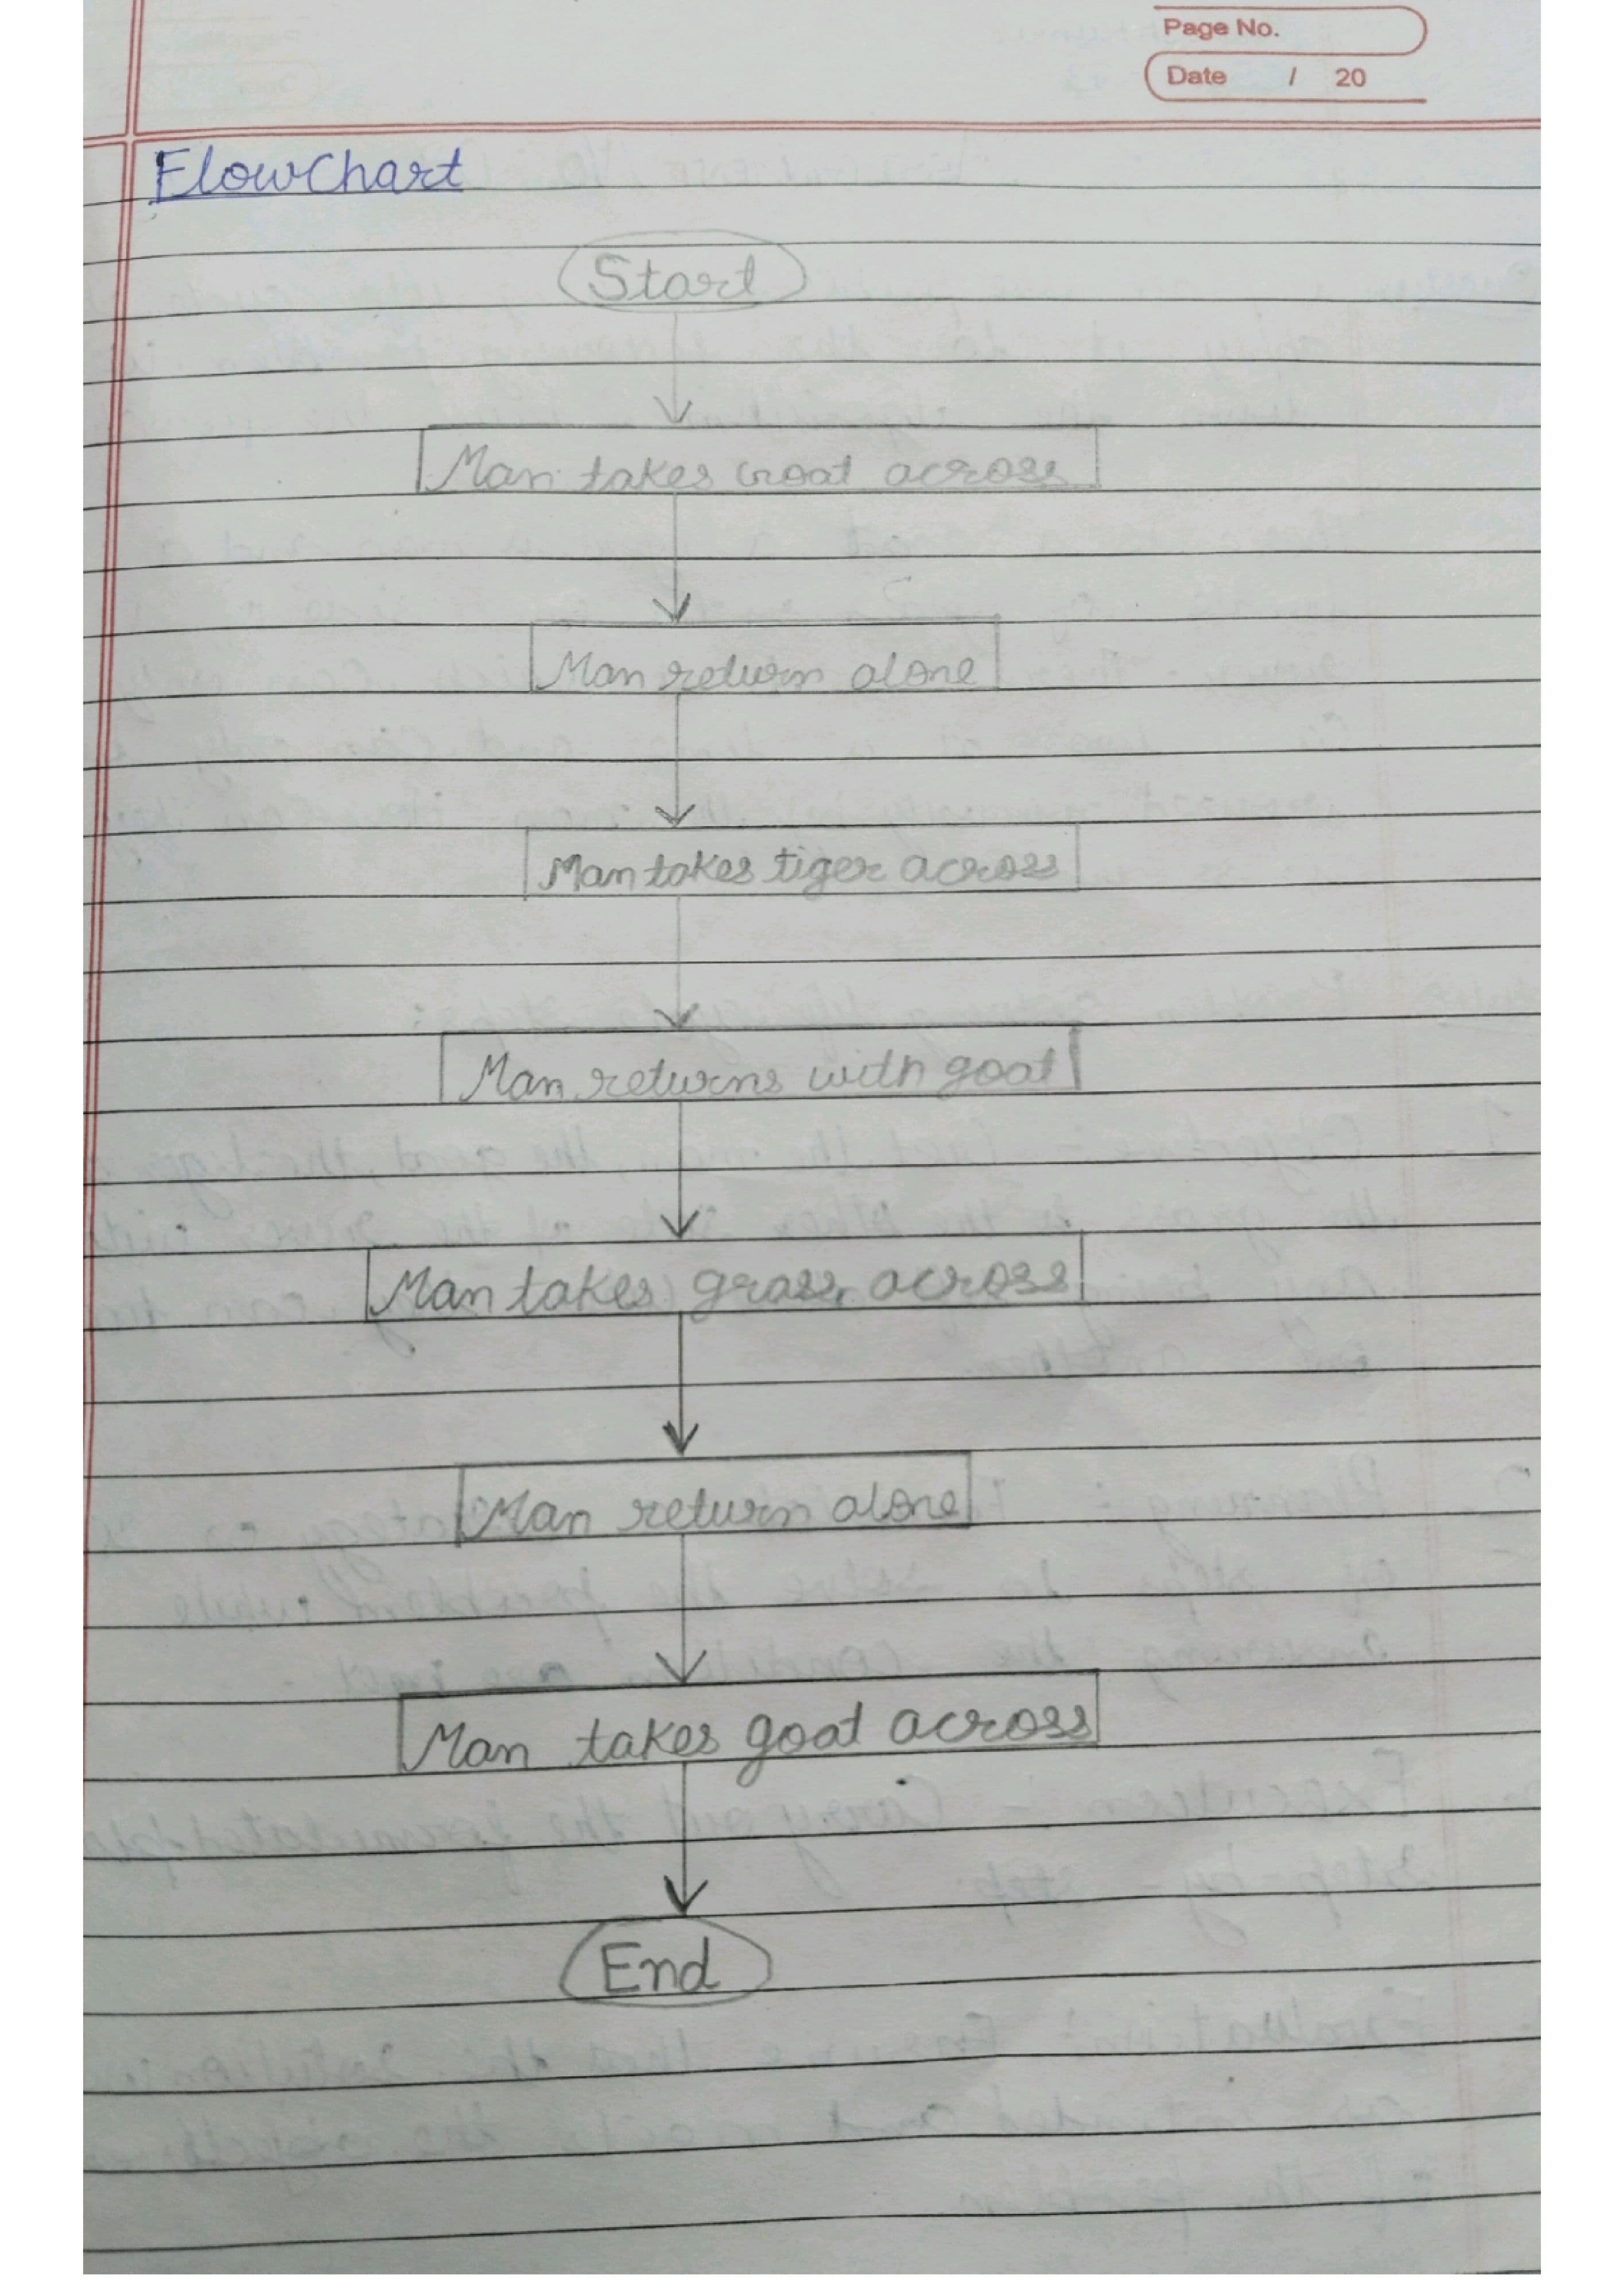 Page No.
Date / 20
FlowChart
Start
Man takes Goat across
Man return alone
Man takes tiger across
Man returns with goat
Man takes grass across
Man return alone
Man takes goat across
End